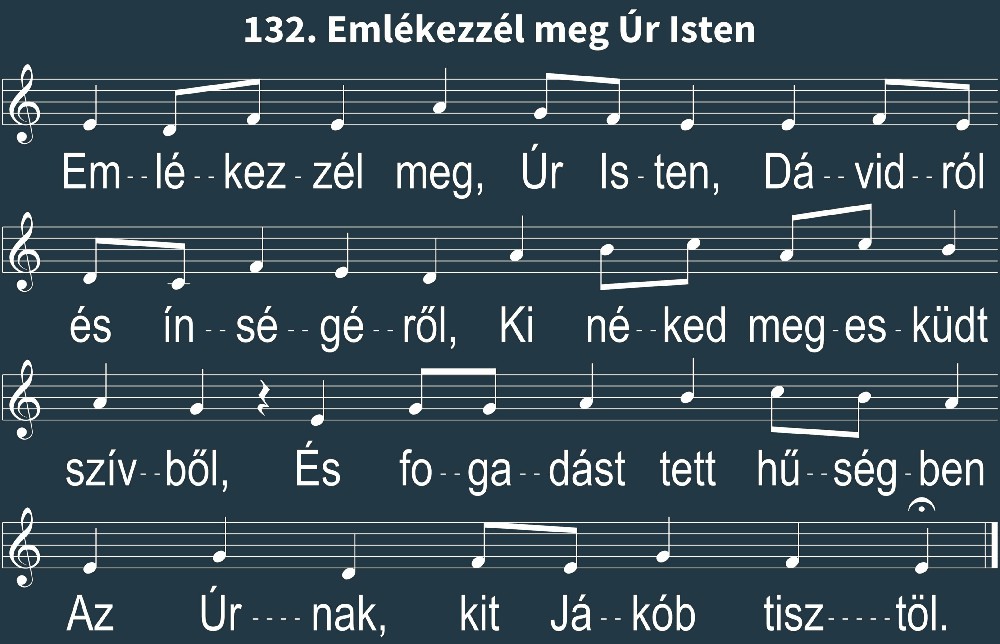 132. Emlékezzél meg Úr Isten
Em--lé--kez-zél meg, Úr Is-ten, Dá--vid--ról
és ín--sé--gé--ről, Ki né--ked meg-es-küdt
szív--ből, És fo--ga--dást tett hű--ség-ben
Az Úr----nak, kit Já--kób tisz-----töl.